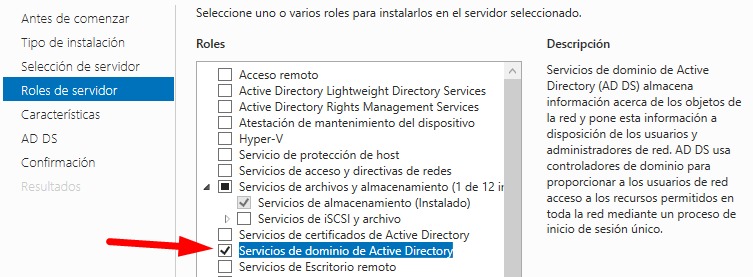 Antes de comenzar
Tipo de instalación
Selección de servidor
Roles de servidor
Características
AD DS
Confirmación
Resultados
Seleccione uno o varios roles para instalarlos en el servidor seleccionado.
Roles
Acceso remoto
Active Directory Lightweight Directory Services
Active Directory Rights Management Services
Atestación de mantenimiento del dispositivo
Hyper-V
Servicio de protección de host
Servicios de acceso y directivas de redes
Servicios de archivos y almacenamiento (1 de 12 in
Servicios de almacenamiento (Instalado)
Servicios de iSCSI y archivo
Servicios de certificados de Active Directory
Servicios de dominio de Active Directory
Servicios de Escritorio remoto
Descripción
Servicios de dominio de Active
Directory (AD DS) almacena
información acerca de los objetos de
la red y pone esta información a
disposición de los usuarios y
administradores de red. AD DS usa
controladores de dominio para
proporcionar a los usuarios de red
acceso a los recursos permitidos en
toda la red mediante un proceso de
inicio de sesión único.